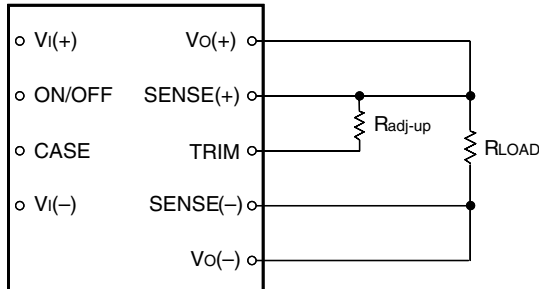 VI(+) VO(+)
ON/OFF SENSE(+)
Radj-up
CASE TRIM
RLOAD
VI(–) SENSE(–)
VO(–)